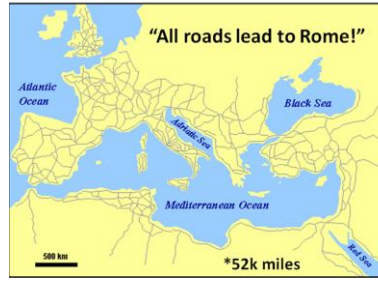 “All roads lead to Rome!”
Atlantic
Ocean
Black Sea
Adriatic Sea
Mediterranean Ocean
Red Sea
500 km
*52k miles